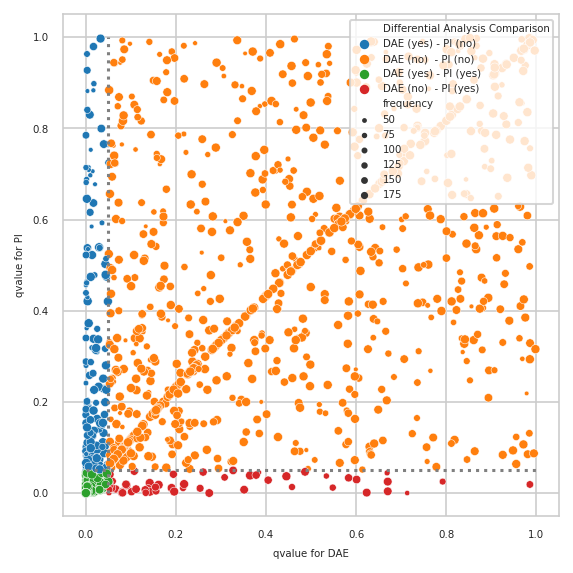 Differential Analysis Comparison
DAE (yes) - PI (no)
DAE (no) - PI (no)
DAE (yes) - PI (yes)
DAE (no) - PI (yes)
frequency
50
75
100
125
150
175
1.0
0.8
0.6
0.4
0.2
0.0
qvalue for PI
0.0
0.2
0.4
0.6
0.8
1.0
qvalue for DAE